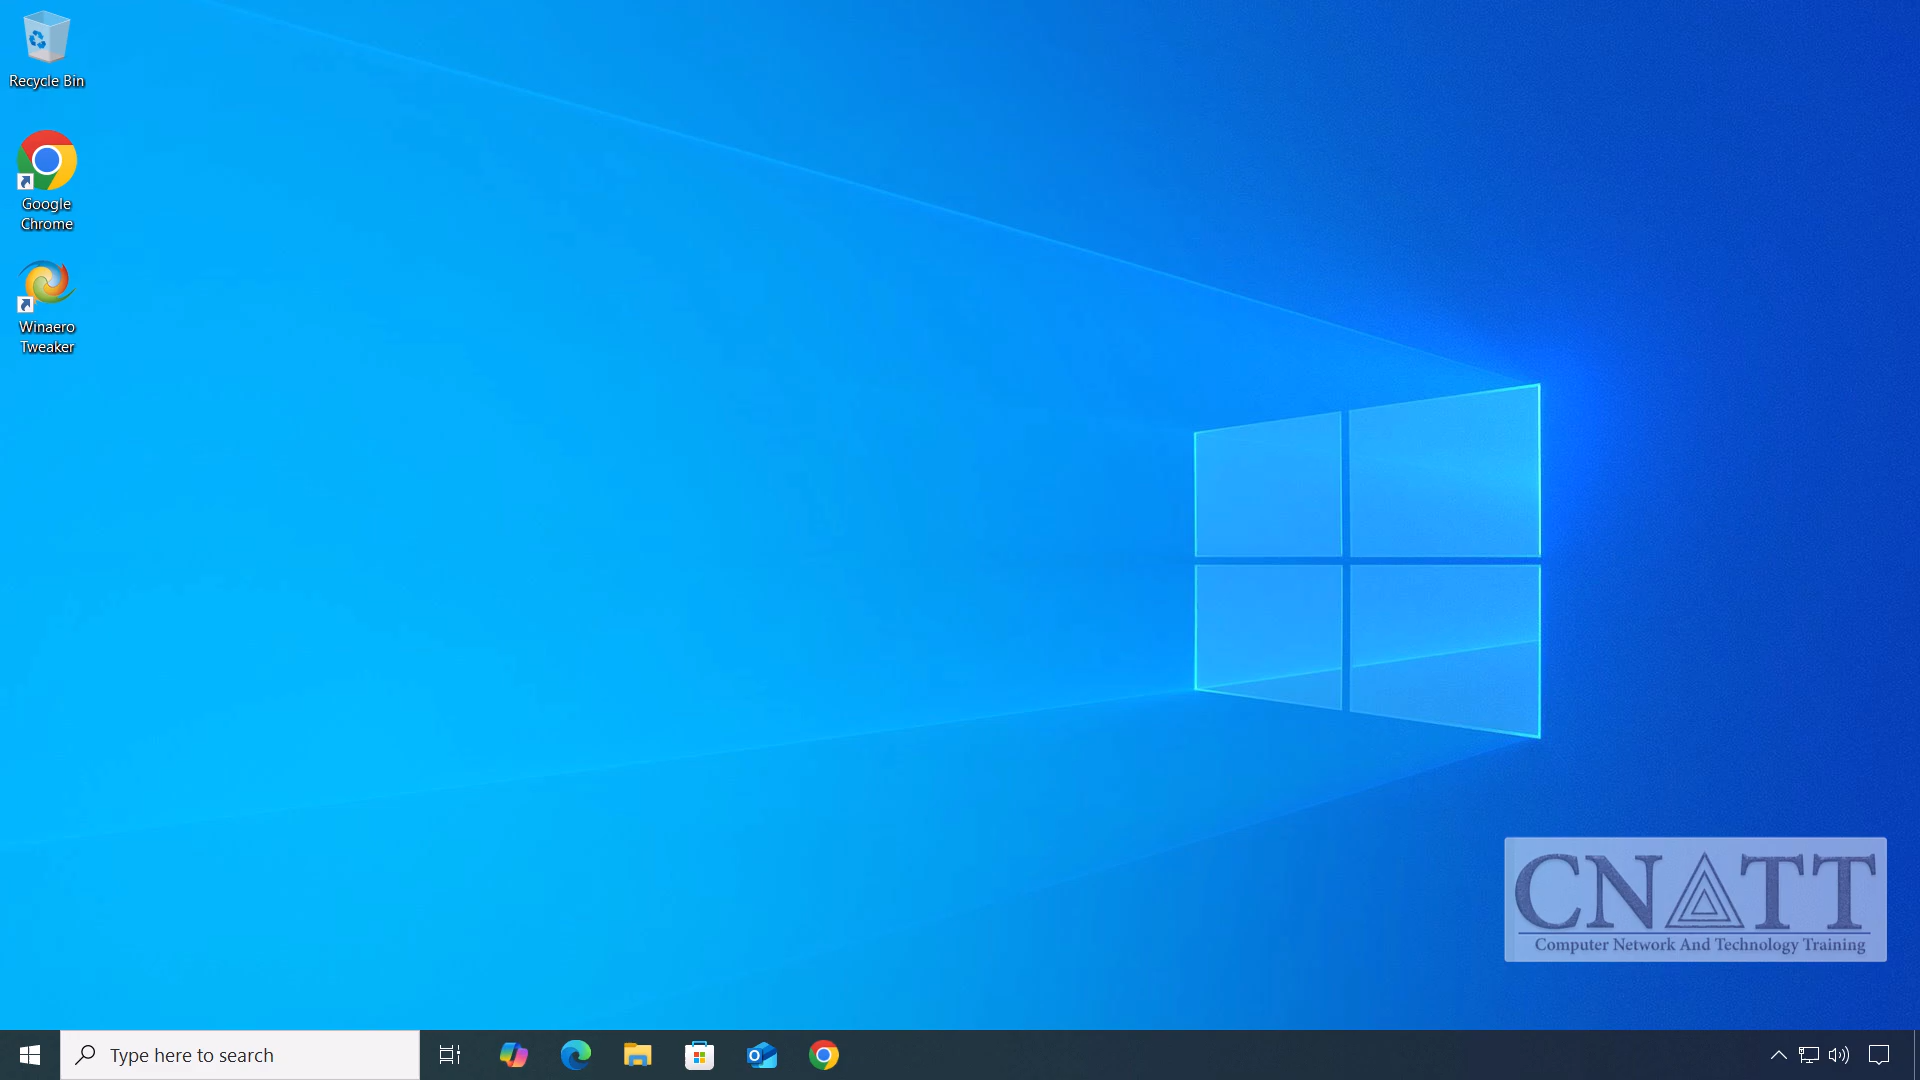 Recycle Bin
Google
Chrome
Winaero
Tweaker
CNATT
Computer Network And Technology Training
Type here to search